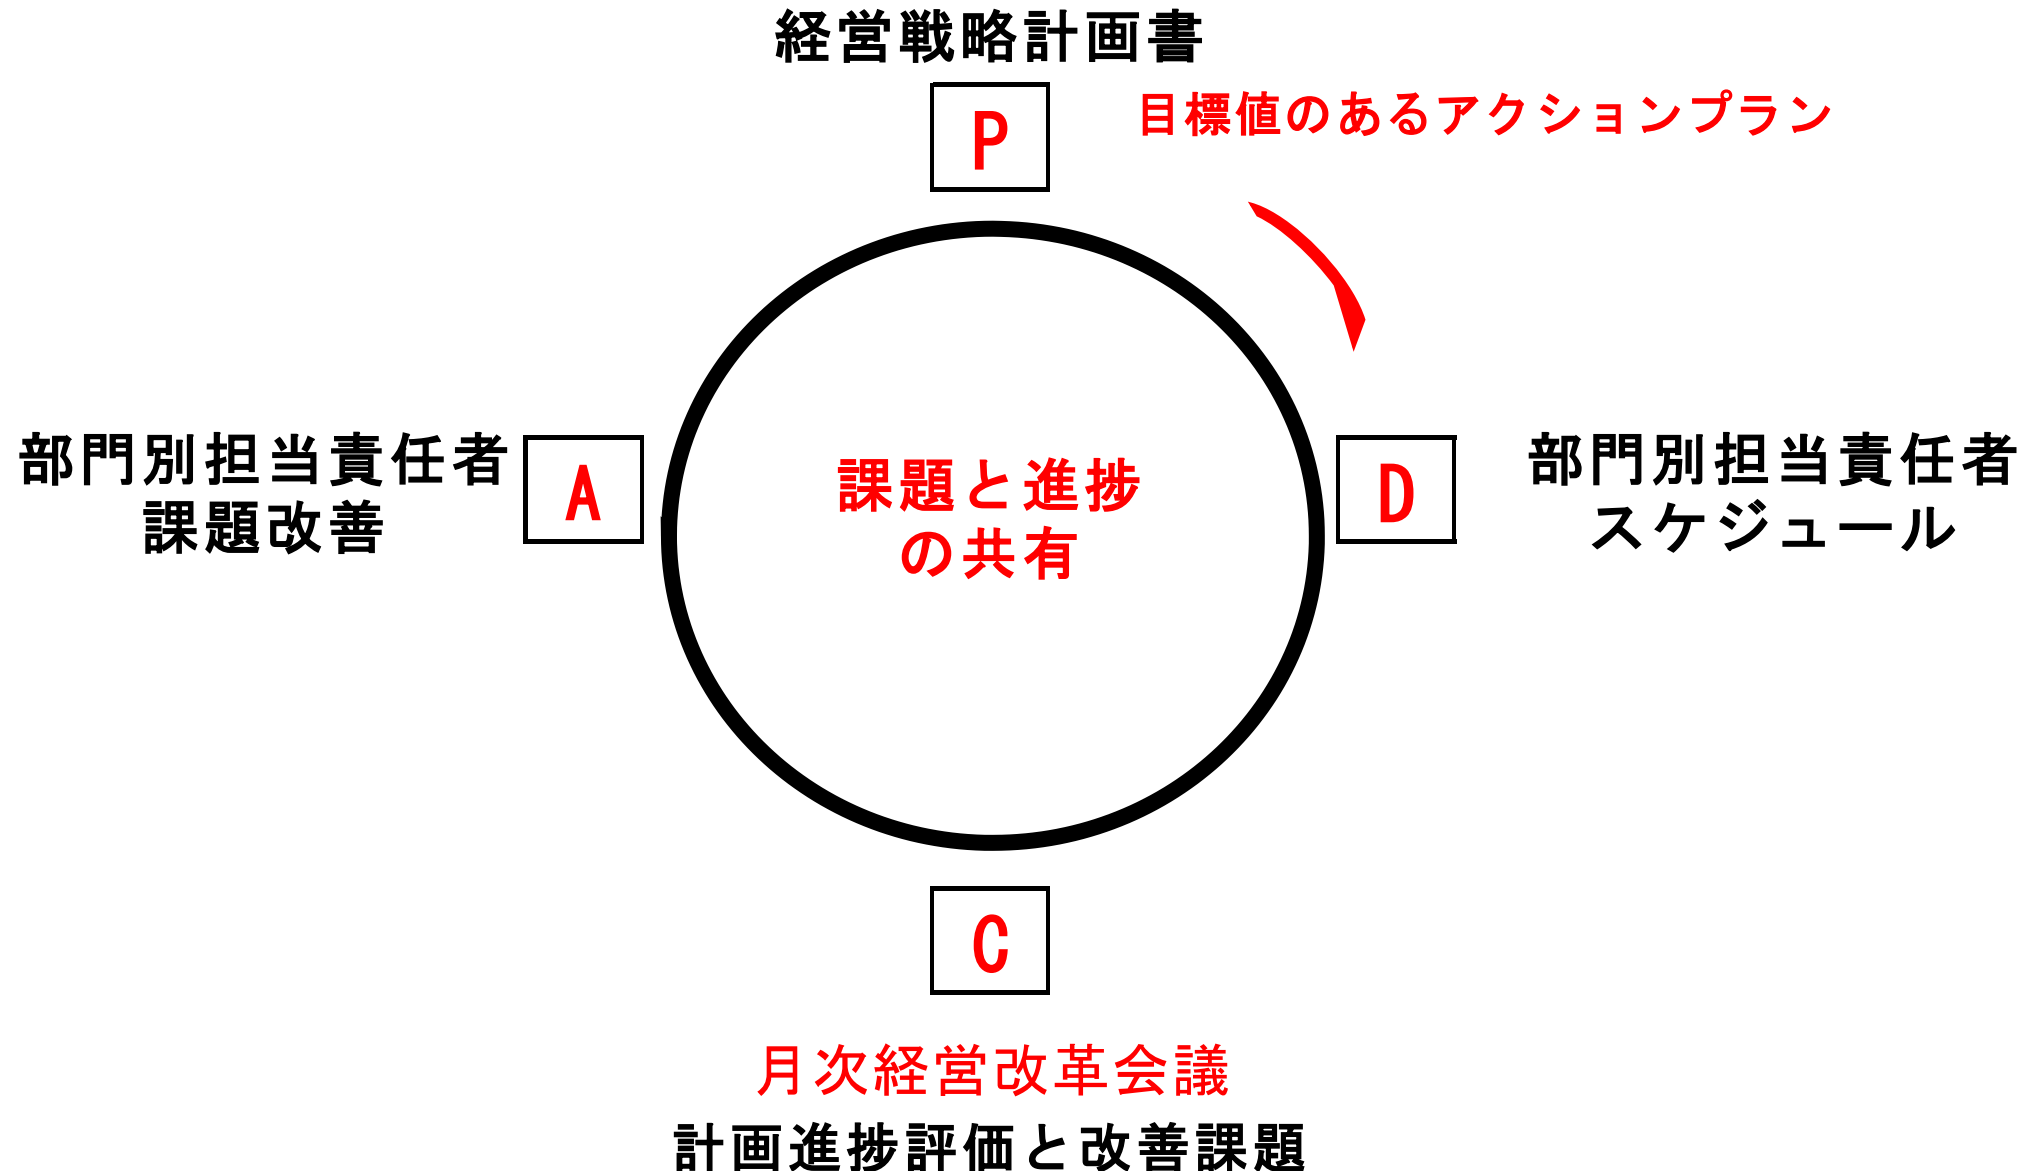 経営戦略計画書
P
目標値のあるアクションプラン
部門別担当責任者
課題改善
A
課題と進捗
の共有
D
部門別担当責任者
スケジュール
C
月次経営改革会議
計画進捗評価と改善課題